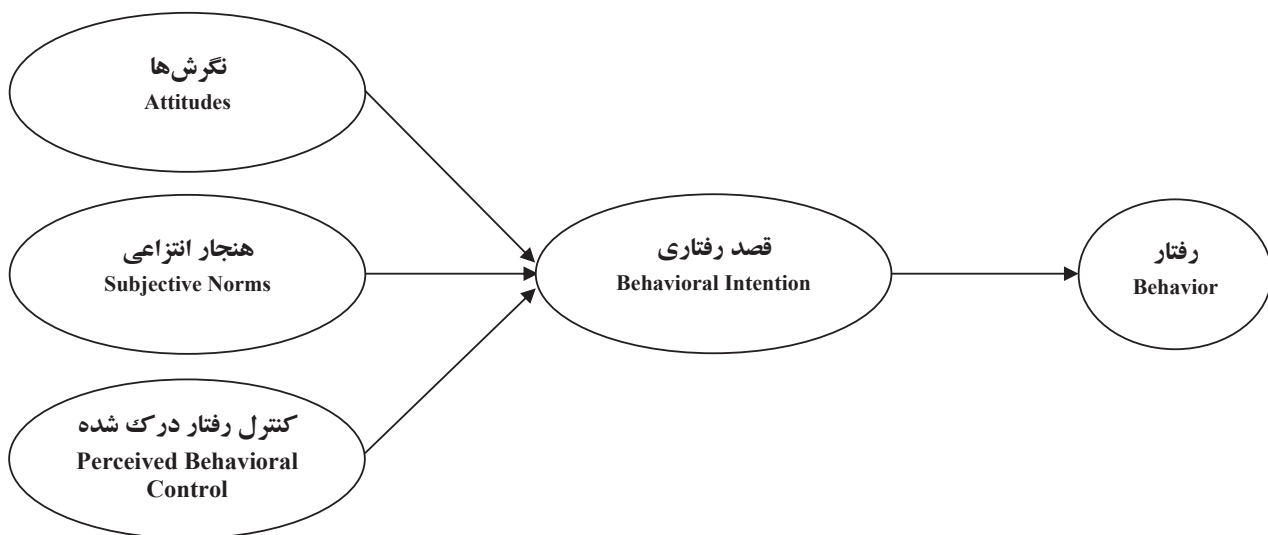 نگرش‌ها
Attitudes
هنجار انتزاعی
Subjective Norms
کنترل رفتار درک شده
Perceived Behavioral
Control
قصد رفتاری
Behavioral Intention
رفتار
Behavior